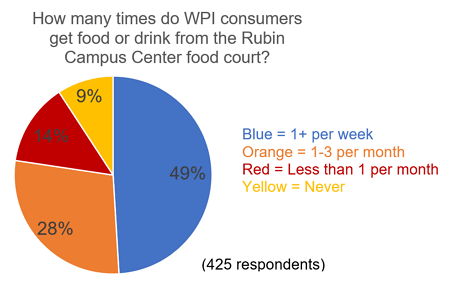 How many times do WPI consumers
get food or drink from the Rubin
Campus Center food court?
9%
14%
49%
28%
Blue = 1+ per week
Orange = 1-3 per month
Red = Less than 1 per month
Yellow = Never
(425 respondents)